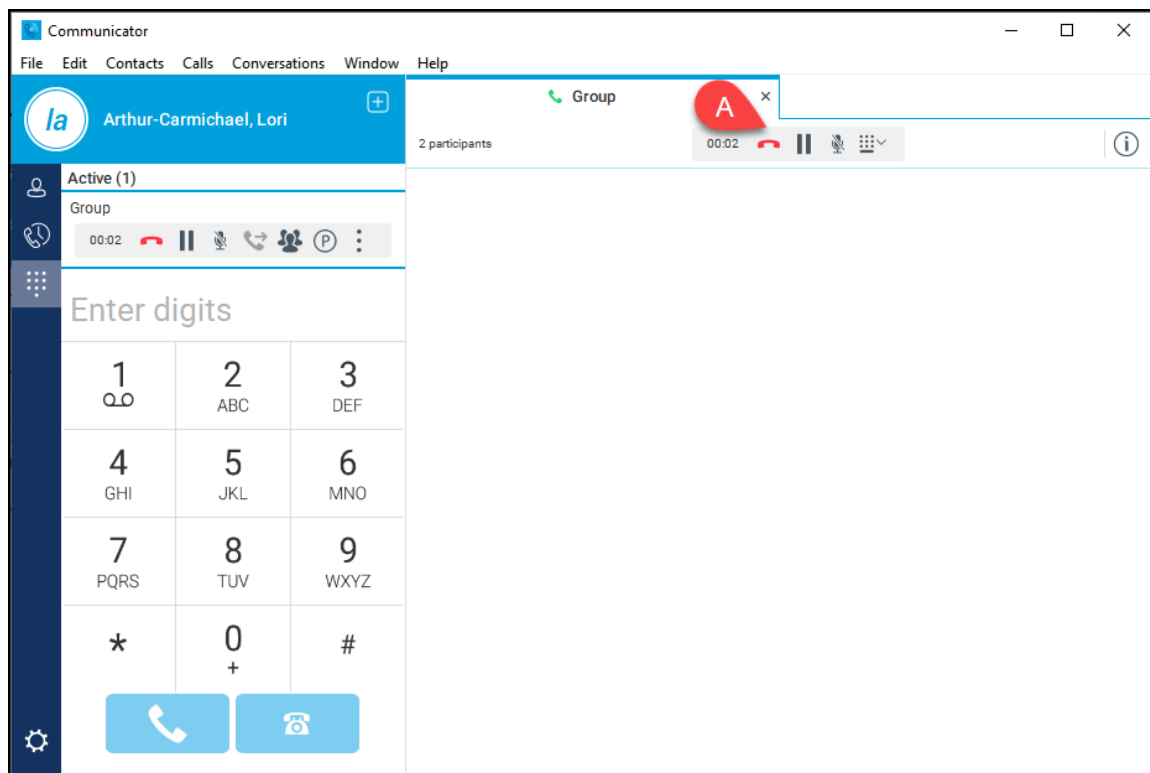 Communicator
File Edit Contacts Calls Conversations Window Help
la
Arthur-Carmichael, Lori
Group
A
2 participants
00:02
Active (1)
Group
00:02
P
Enter digits
1
2
ABC
3
DEF
4
GHI
5
JKL
6
MNO
7
PQRS
8
TUV
9
WXYZ
*
0
+
#